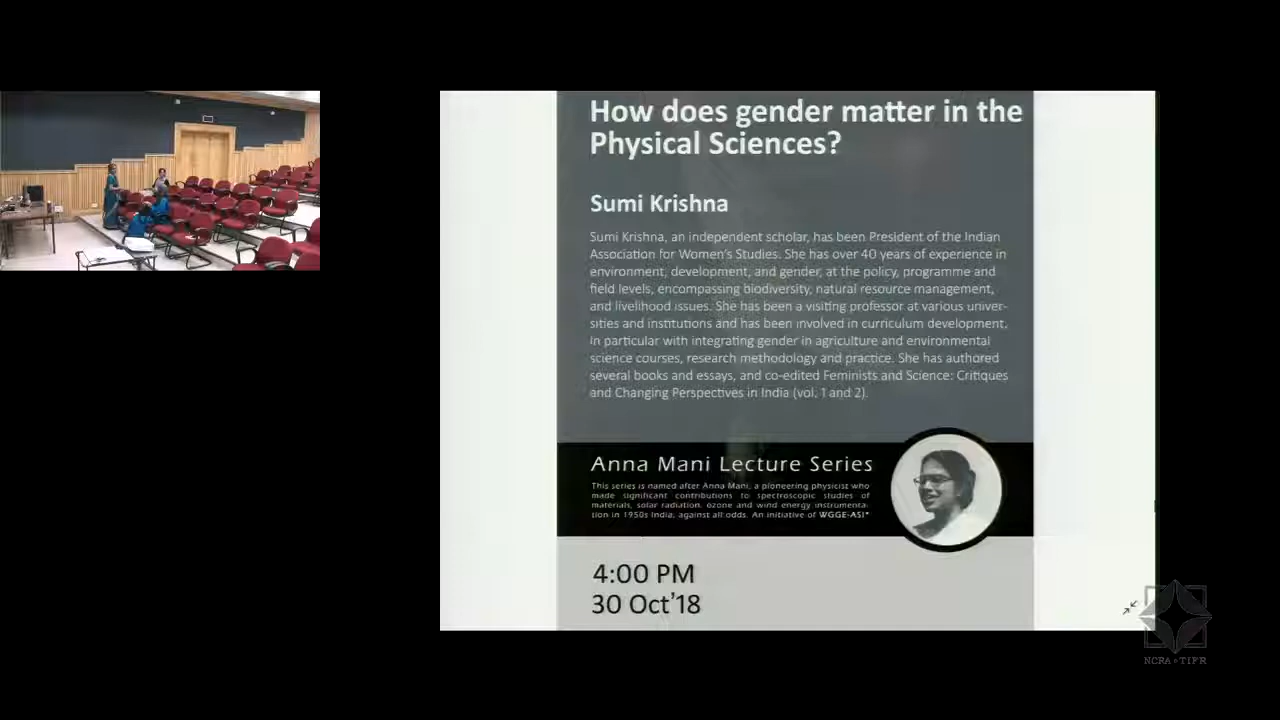 How does gender matter in the
Physical Sciences?
Sumi Krishna
Sumi Krishna, an independent scholar, has been President of the Indian
Association for Women's Studies. She has over 40 years of experience in
environment, development, and gender, at the policy, programme and
field levels, encompassing biodiversity, natural resource management,
and livelihood issues. She has been a visiting professor at various univer-
sities and institutions and has been involved in curriculum development,
in particular with integrating gender in agriculture and environmental
science courses, research methodology and practice. She has authored
several books and essays, and co-edited Feminists and Science: Critiques
and Changing Perspectives in India (vol. 1 and 2).
Anna Mani Lecture Series
This series is named after Anna Mani, a pioneering physicist who
made significant contributions to spectroscopic studies of
materials, solar radiation, ozone and wind energy instrumenta-
tion in 1950s India, against all odds. An initiative of WGGE-ASI*
4:00 PM
30 Oct'18
NCRA•TIFR